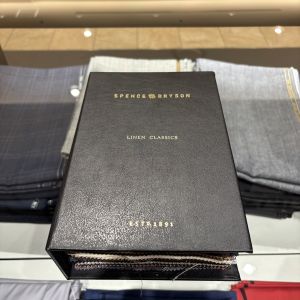 SPENCE BRYSON
LINEN CLASSICS
ESTD.1891